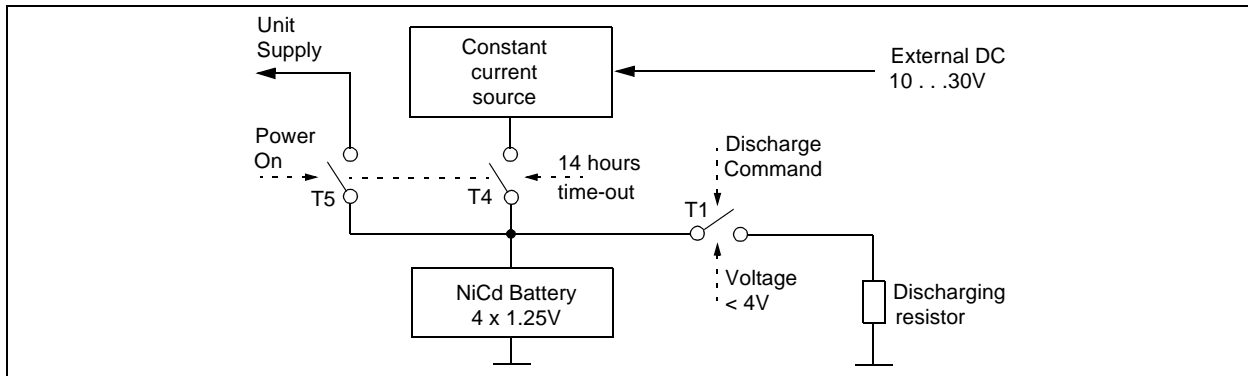 Unit
Supply
Constant
current
source
External DC
10 . . .30V
Power
On
T5
T4
14 hours
time-out
Discharge
Command
T1
NiCd Battery
4 x 1.25V
Voltage
< 4V
Discharging
resistor